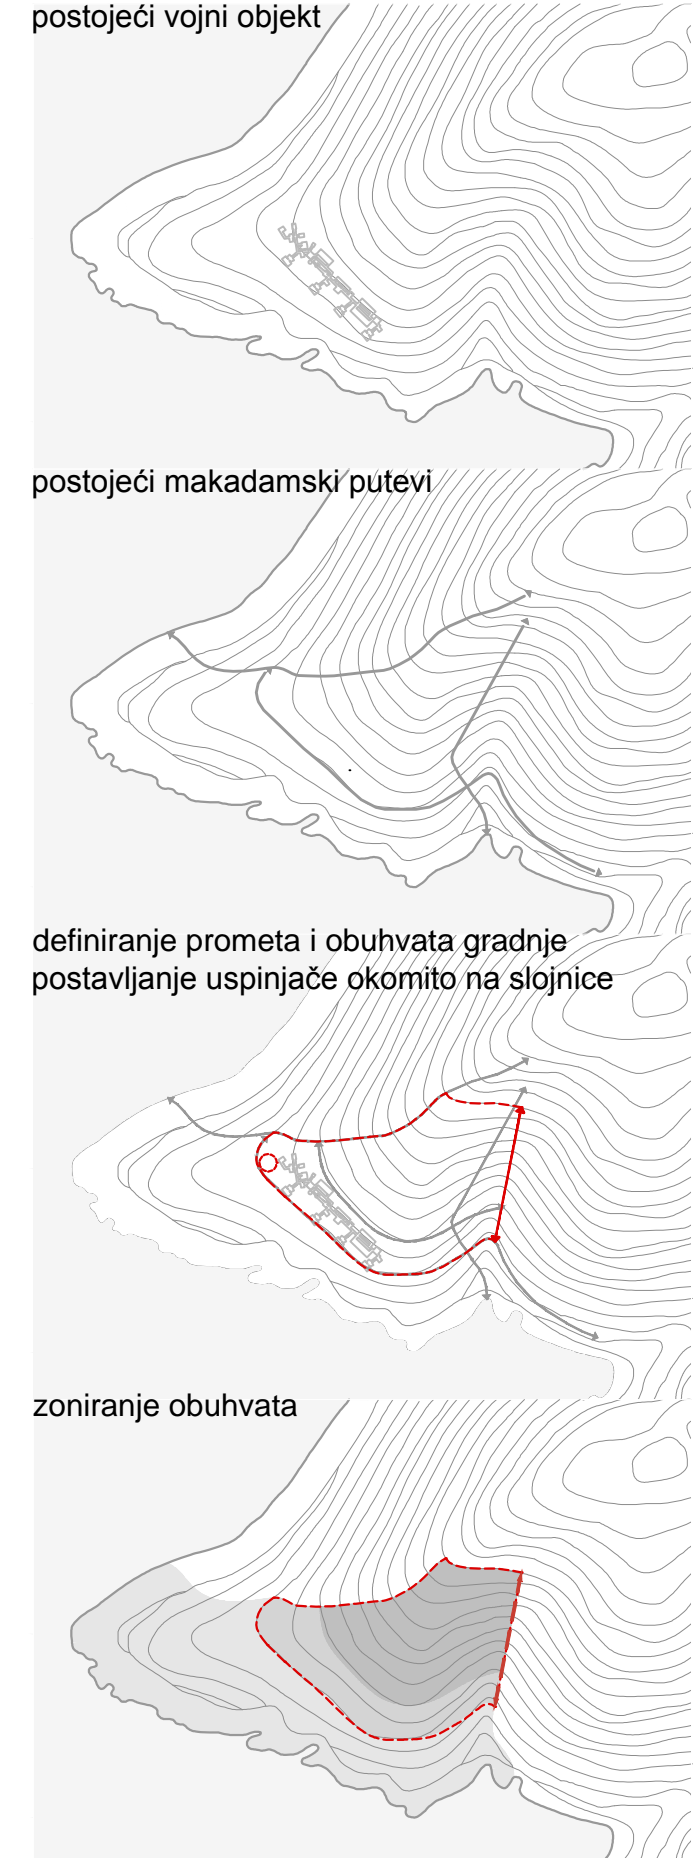 postojeći vojni objekt
postojeći makadamski putevi
definiranje prometa i obuhvata gradnje
postavljanje uspinjače okomito na slojnice
zoniranje obuhvata